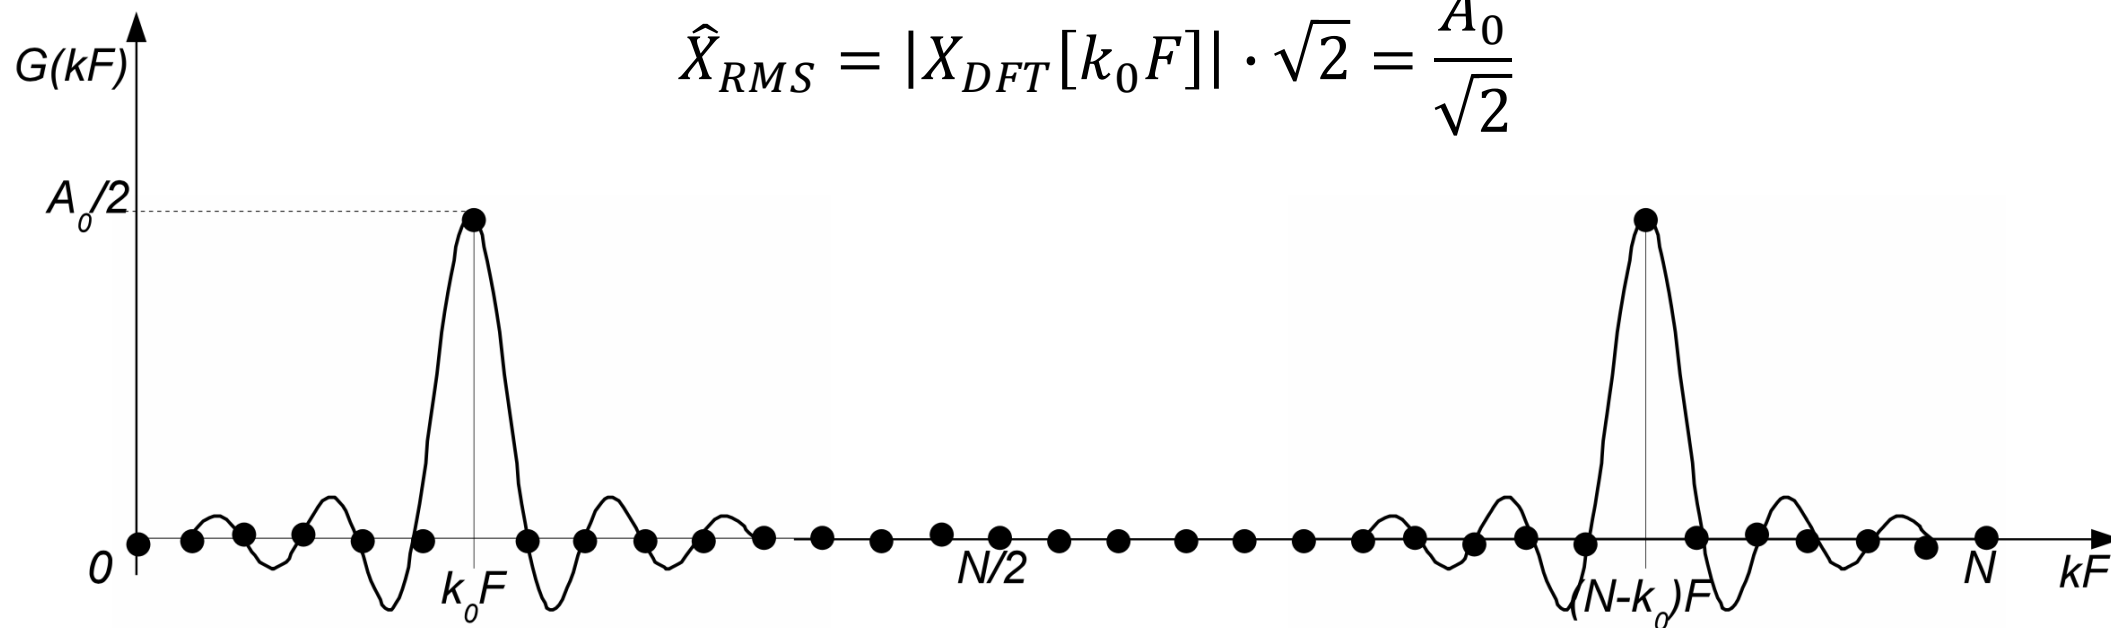 G(kF)
X̂_RMS = |X_DFT[k_0F]| · √2 = A_0/√2
A_0/2
0
k_0F
N/2
(N-k_0)F
N
kF